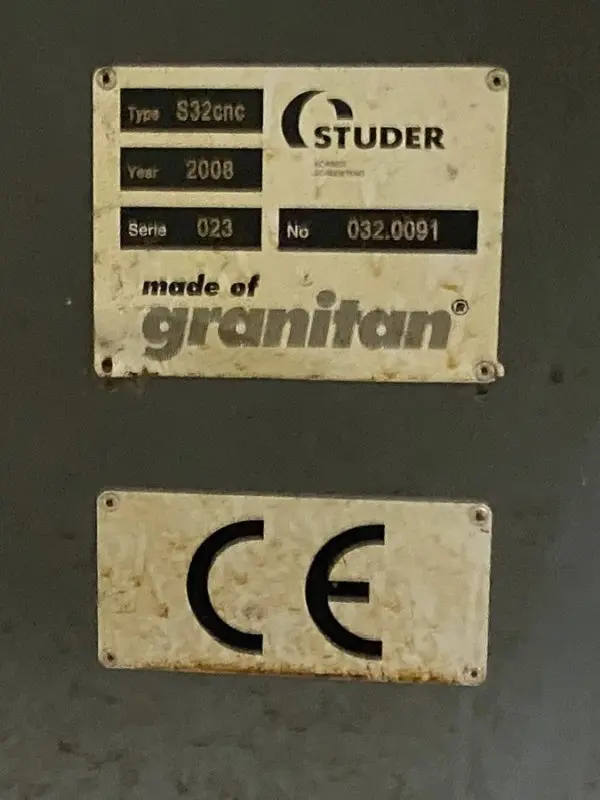 Type S32cnc
STUDER
Year 2008
Serie 023
No 032.0091
made of
granitan®
CE